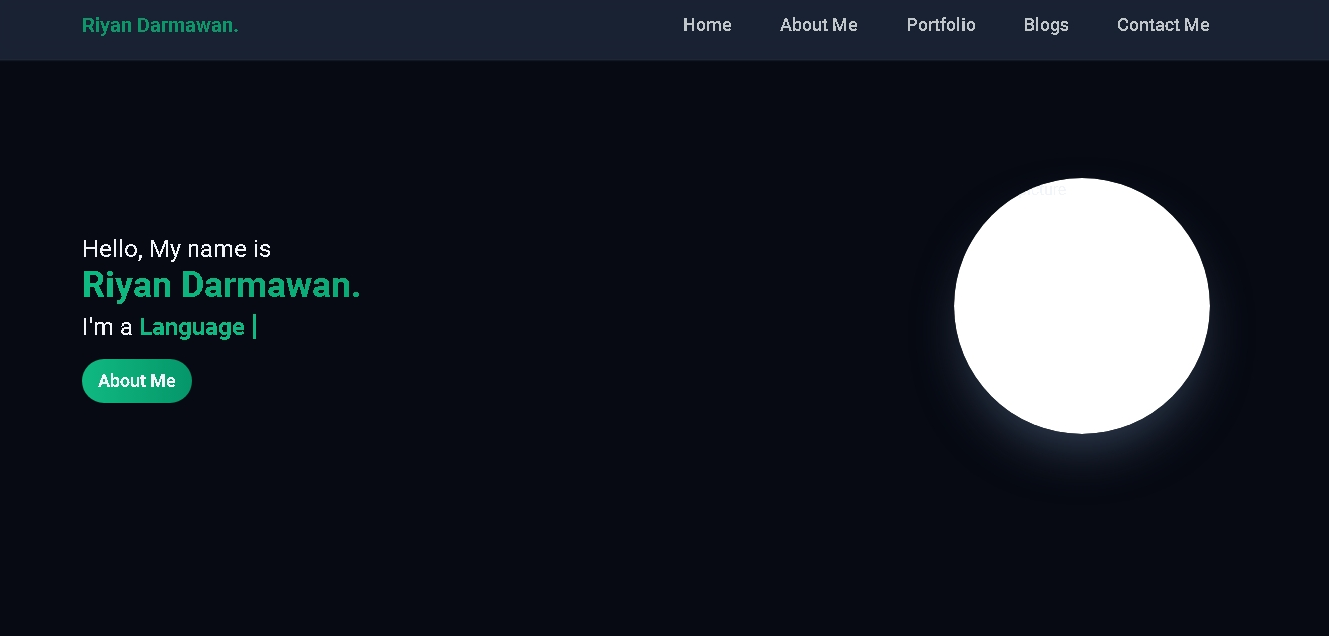 Riyan Darmawan.
Home About Me Portfolio Blogs Contact Me
Hello, My name is
Riyan Darmawan.
I'm a Language |
About Me